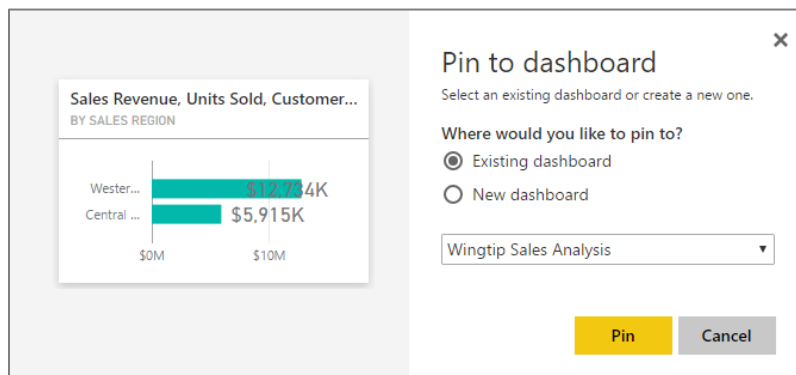 Sales Revenue, Units Sold, Customer...
BY SALES REGION
Wester...
$12,734K
Central ...
$5,915K
$0M
$10M
Pin to dashboard
Select an existing dashboard or create a new one.
Where would you like to pin to?
Existing dashboard
New dashboard
Wingtip Sales Analysis
Pin
Cancel